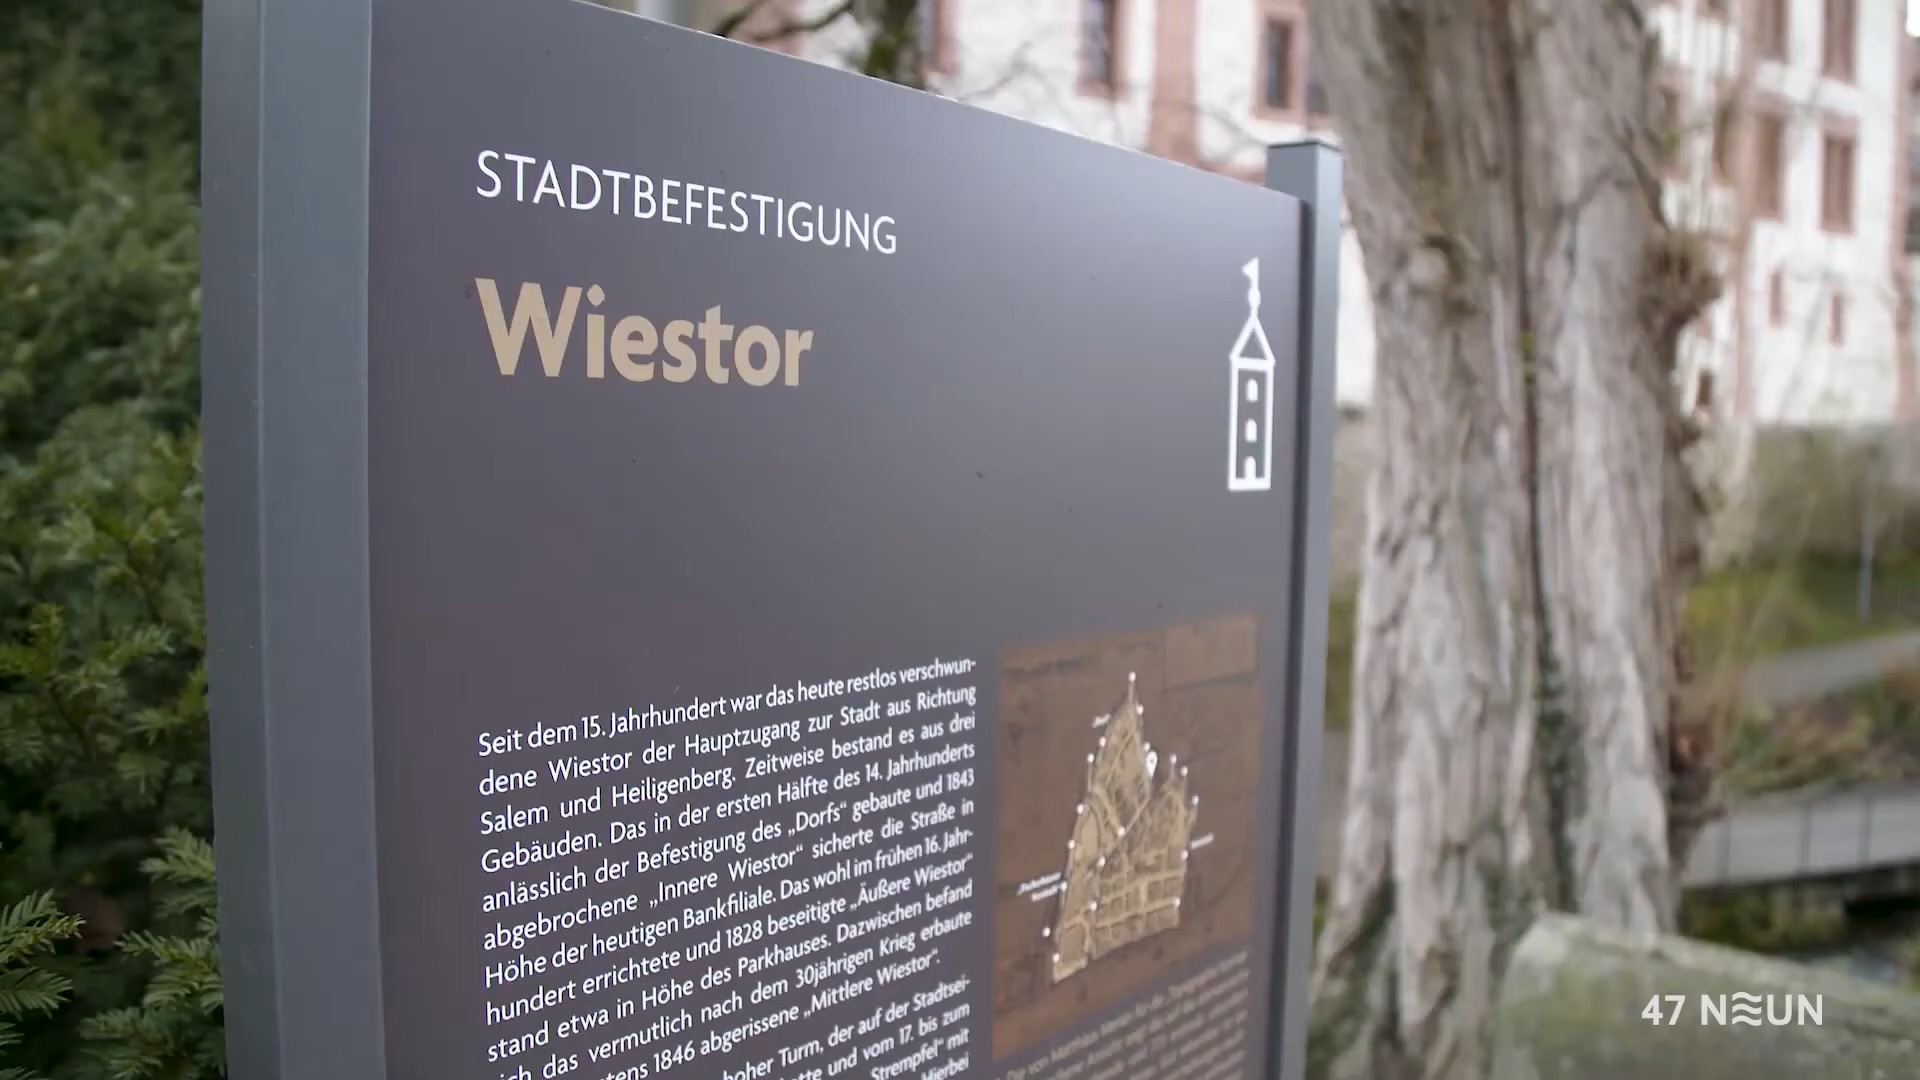 STADTBEFESTIGUNG
Wiestor
Seit dem 15. Jahrhundert war das heute restlos verschwun-
dene Wiestor der Hauptzugang zur Stadt aus Richtung
Salem und Heiligenberg. Zeitweise bestand es aus drei
Gebäuden. Das in der ersten Hälfte des 14. Jahrhunderts
anlässlich der Befestigung des „Dorfs“ gebaute und 1843
abgebrochene „Innere Wiestor“ sicherte die Straße in
Höhe der heutigen Bankfiliale. Das wohl im frühen 16. Jahr-
hundert errichtete und 1828 beseitigte „Äußere Wiestor“
stand etwa in Höhe des Parkhauses. Dazwischen befand
ich das vermutlich nach dem 30jährigen Krieg erbaute
tens 1846 abgerissene „Mittlere Wiestor“.
hoher Turm, der auf der Stadtsei-
und vom 17. bis zum
Strempfel“ mit
Hierbei
47 NEUN